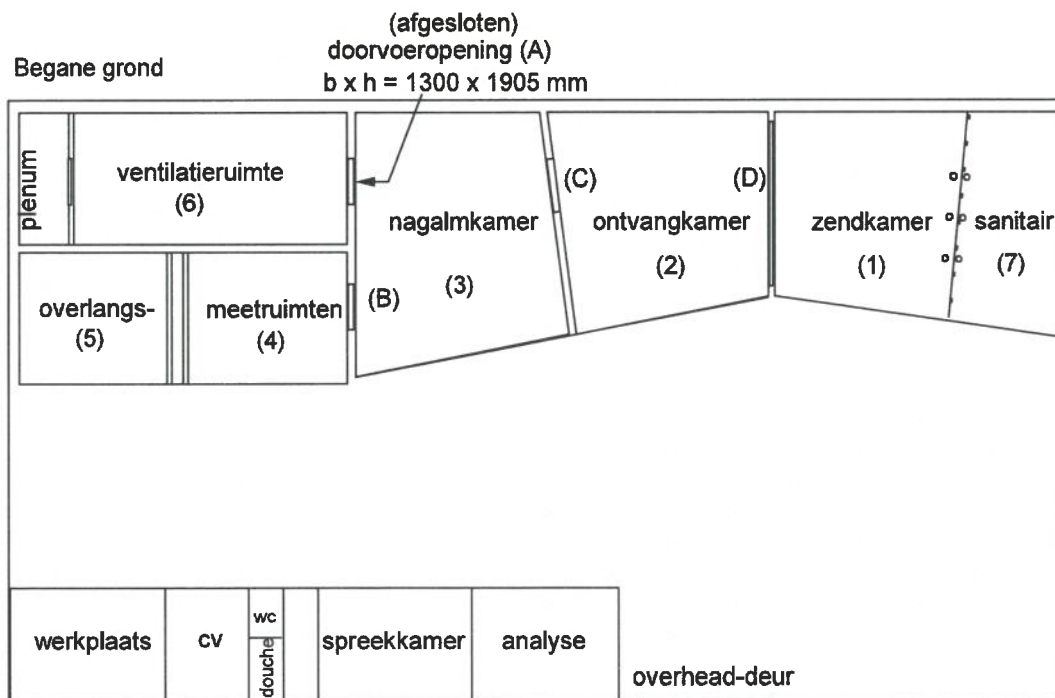 (afgesloten)
doorvoeropening (A)
b x h = 1300 x 1905 mm
Begane grond
plenum
ventilatieruimte
(6)
nagalmkamer
(3)
(C)
ontvangkamer
(2)
(D)
zendkamer
(1)
sanitair
(7)
overlangs-
(5)
meetruimten
(4)
(B)
werkplaats
cv
wc
douche
spreekkamer
analyse
overhead-deur